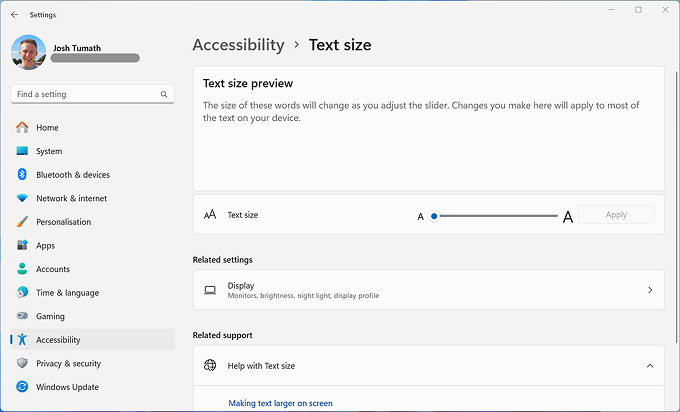 Settings
Josh Tumath
Find a setting
Home
System
Bluetooth & devices
Network & internet
Personalisation
Apps
Accounts
Time & language
Gaming
Accessibility
Privacy & security
Windows Update
Accessibility > Text size
Text size preview
The size of these words will change as you adjust the slider. Changes you make here will apply to most of
the text on your device.
AA Text size A A Apply
Related settings
Display
Monitors, brightness, night light, display profile
Related support
Help with Text size
Making text larger on screen